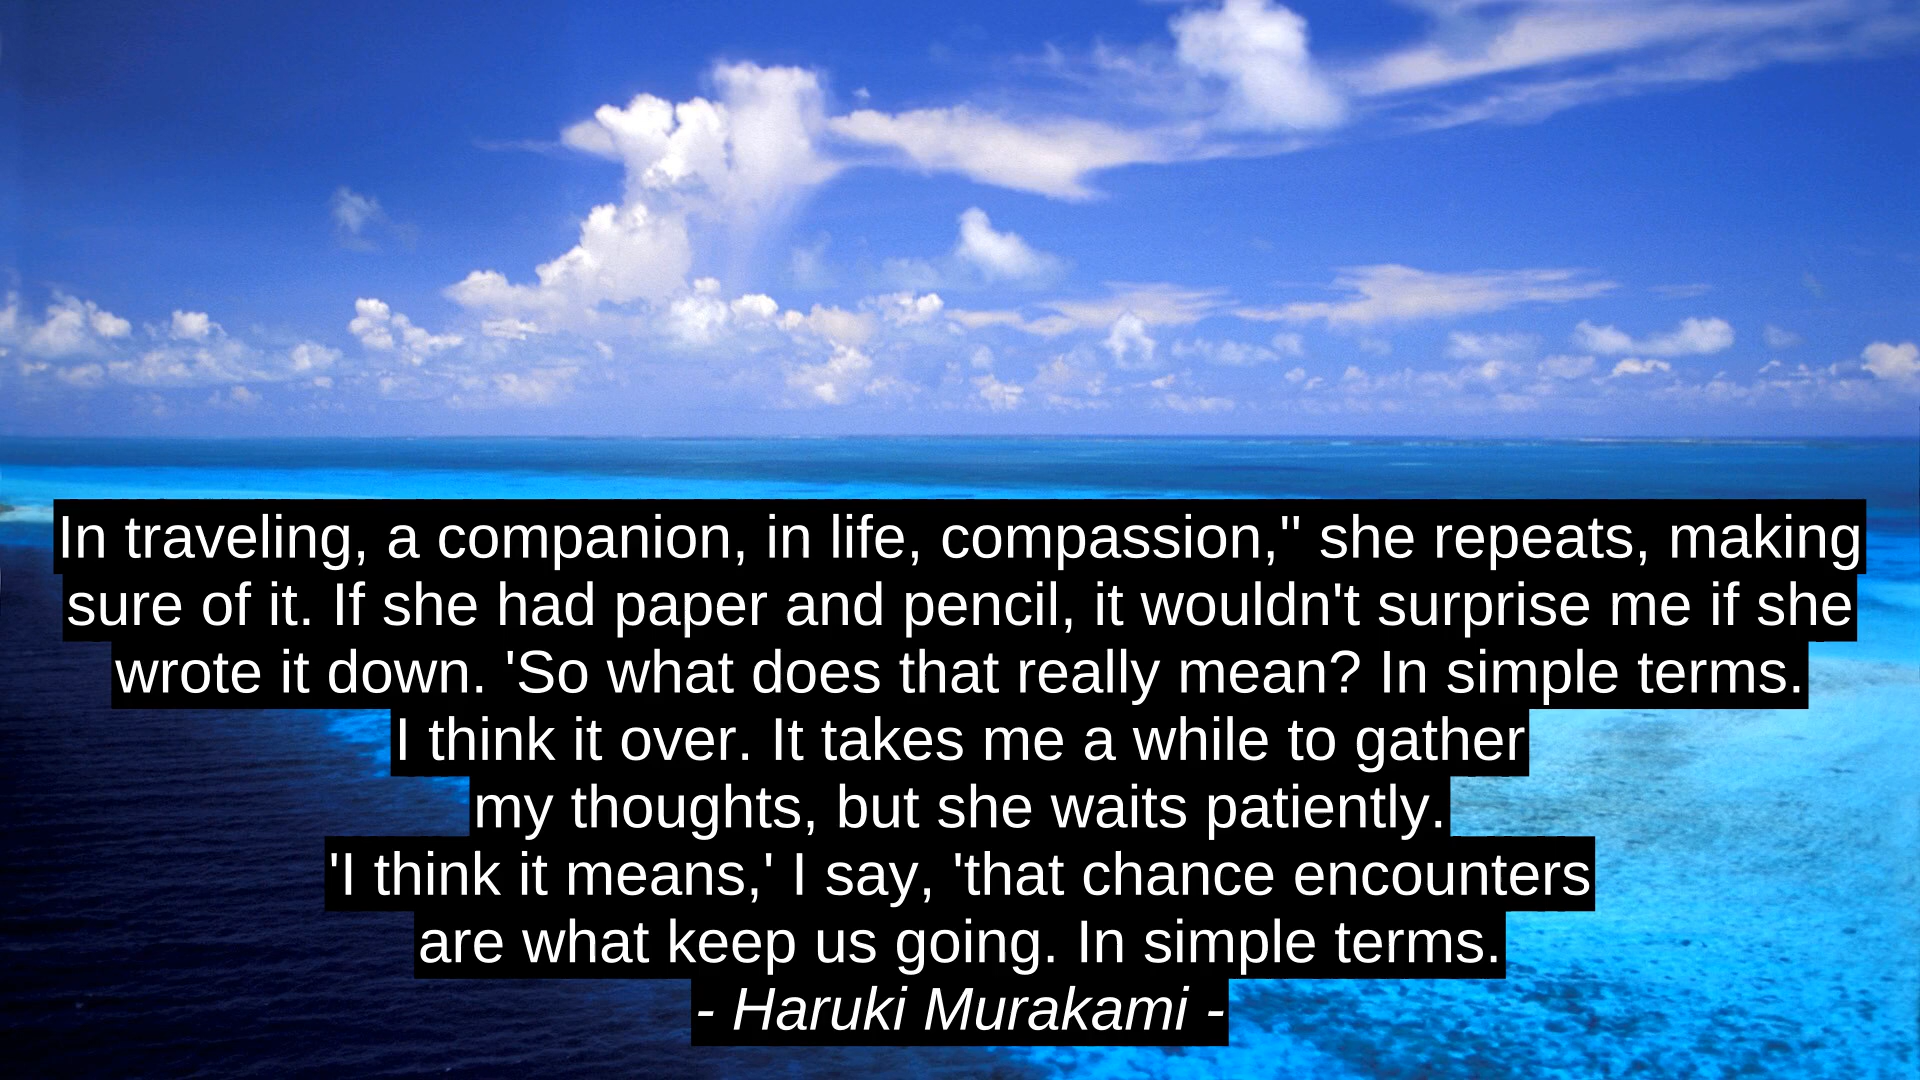 In traveling, a companion, in life, compassion,'' she repeats, making
sure of it. If she had paper and pencil, it wouldn't surprise me if she
wrote it down. 'So what does that really mean? In simple terms.
I think it over. It takes me a while to gather
my thoughts, but she waits patiently.
'I think it means,' I say, 'that chance encounters
are what keep us going. In simple terms.
- Haruki Murakami -